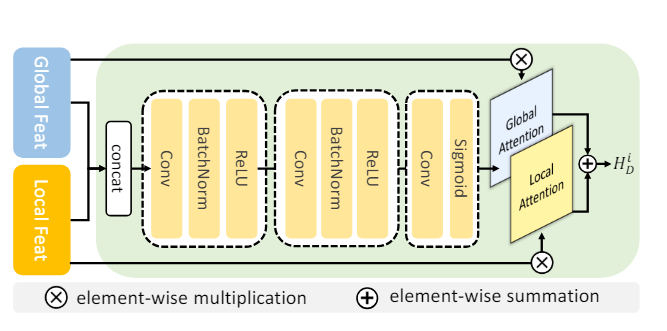 Global Feat
Local Feat
concat
Conv
BatchNorm
ReLU
Conv
BatchNorm
ReLU
Conv
Sigmoid
Global
Attention
Local
Attention
H_D^i
element-wise multiplication
element-wise summation